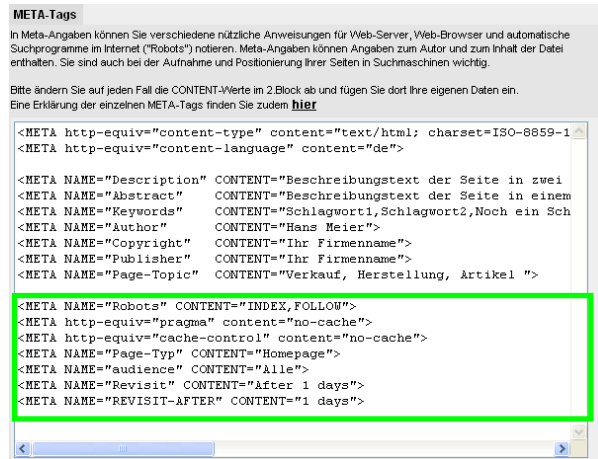 META-Tags
In Meta-Angaben können Sie verschiedene nützliche Anweisungen für Web-Server, Web-Browser und automatische
Suchprogramme im Internet ("Robots") notieren. Meta-Angaben können Angaben zum Autor und zum Inhalt der Datei
enthalten. Sie sind auch bei der Aufnahme und Positionierung Ihrer Seiten in Suchmaschinen wichtig.
Bitte ändern Sie auf jeden Fall die CONTENT-Werte im 2.Block ab und fügen Sie dort Ihre eigenen Daten ein.
Eine Erklärung der einzelnen META-Tags finden Sie zudem hier
<META http-equiv="content-type" content="text/html; charset=ISO-8859-1
<META http-equiv="content-language" content="de">
<META NAME="Description" CONTENT="Beschreibungstext der Seite in zwei
<META NAME="Abstract" CONTENT="Beschreibungstext der Seite in einem
<META NAME="Keywords" CONTENT="Schlagwort1,Schlagwort2,Noch ein Sch
<META NAME="Author" CONTENT="Hans Meier">
<META NAME="Copyright" CONTENT="Ihr Firmenname">
<META NAME="Publisher" CONTENT="Ihr Firmenname">
<META NAME="Page-Topic" CONTENT="Verkauf, Herstellung, Artikel ">
<META NAME="Robots" CONTENT="INDEX,FOLLOW">
<META http-equiv="pragma" content="no-cache">
<META http-equiv="cache-control" content="no-cache">
<META NAME="Page-Typ" CONTENT="Homepage">
<META NAME="audience" CONTENT="Alle">
<META NAME="Revisit" CONTENT="After 1 days">
<META NAME="REVISIT-AFTER" CONTENT="1 days">